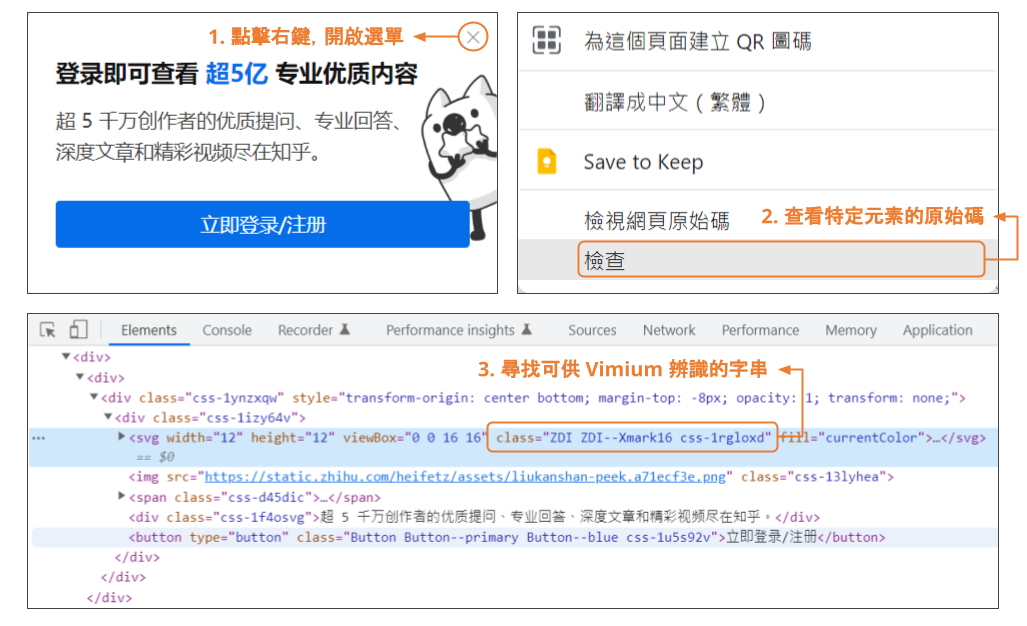 1. 點擊右鍵, 開啟選單
登录即可查看 超5亿 专业优质内容
超 5 千万创作者的优质提问、专业回答、
深度文章和精彩视频尽在知乎。
立即登录/注册
為這個頁面建立 QR 圖碼
翻譯成中文 ( 繁體 )
Save to Keep
檢視網頁原始碼
2. 查看特定元素的原始碼
檢查
Elements Console Recorder Performance insights Sources Network Performance Memory Application
<div>
3. 尋找可供 Vimium 辨識的字串
<div>
<div class="css-1ynzxqw" style="transform-origin: center bottom; margin-top: -8px; opacity: 1; transform: none;">
<div class="css-1izy64v">
<svg width="12" height="12" viewBox="0 0 16 16" class="ZDI ZDI--Xmark16 css-1rgloxd" fill="currentColor">…</svg>
== $0
<img src="https://static.zhihu.com/heifetz/assets/liukanshan-peek.a71ecf3e.png" class="css-13lyhea">
<span class="css-d45dic">…</span>
<div class="css-1f4osvg">超 5 千万创作者的优质提问、专业回答、深度文章和精彩视频尽在知乎。</div>
<button type="button" class="Button Button--primary Button--blue css-1u5s92v">立即登录/注册</button>
</div>
</div>
</div>